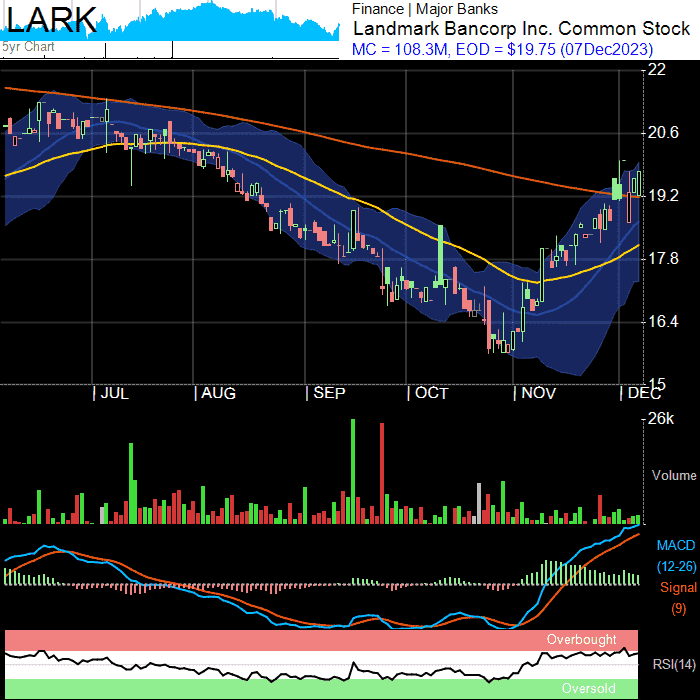 LARK
5yr Chart
Finance | Major Banks
Landmark Bancorp Inc. Common Stock
MC = 108.3M, EOD = $19.75 (07Dec2023)
22
20.6
19.2
17.8
16.4
15
JUL
AUG
SEP
OCT
NOV
DEC
26k
Volume
MACD
(12-26)
Signal
(9)
Overbought
RSI(14)
Oversold